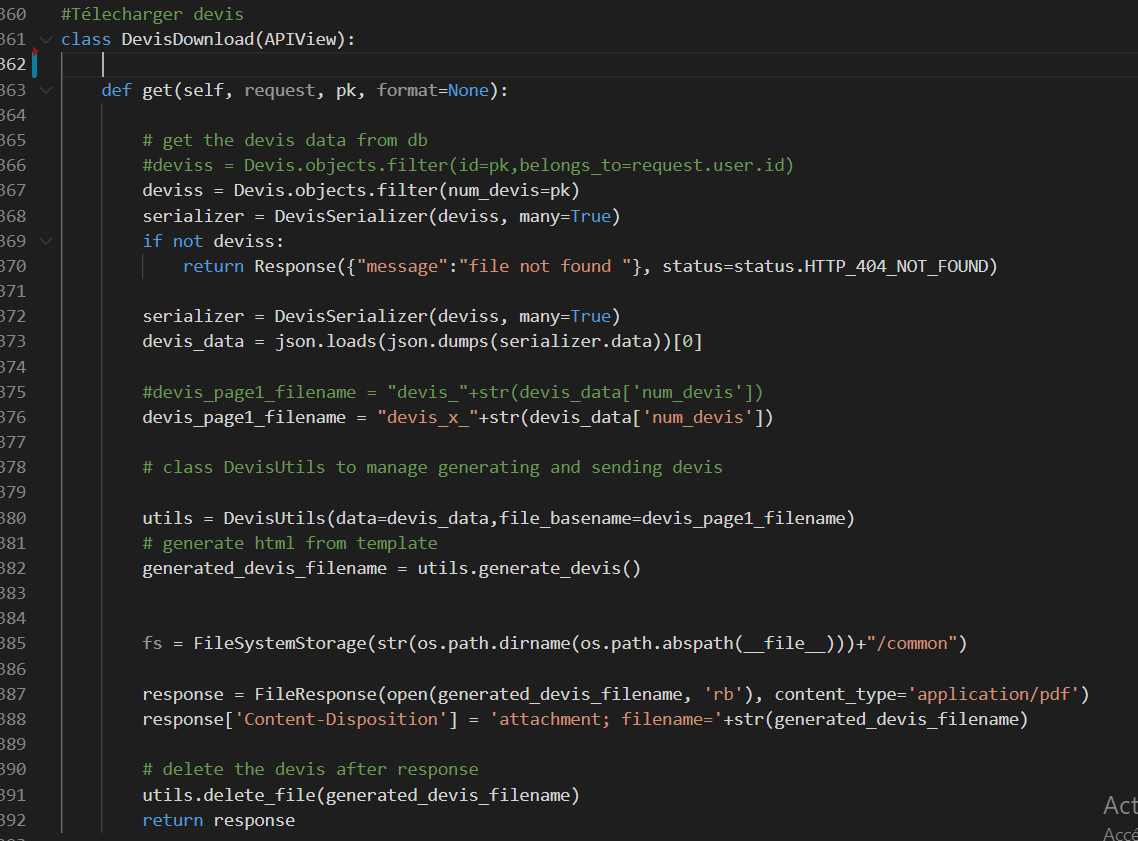 360 #Télecharger devis
361 class DevisDownload(APIView):
362
363 def get(self, request, pk, format=None):
364
365 # get the devis data from db
366 #deviss = Devis.objects.filter(id=pk,belongs_to=request.user.id)
367 deviss = Devis.objects.filter(num_devis=pk)
368 serializer = DevisSerializer(deviss, many=True)
369 if not deviss:
370 return Response({"message":"file not found "}, status=status.HTTP_404_NOT_FOUND)
371
372 serializer = DevisSerializer(deviss, many=True)
373 devis_data = json.loads(json.dumps(serializer.data))[0]
374
375 #devis_page1_filename = "devis_"+str(devis_data['num_devis'])
376 devis_page1_filename = "devis_x_"+str(devis_data['num_devis'])
377
378 # class DevisUtils to manage generating and sending devis
379
380 utils = DevisUtils(data=devis_data,file_basename=devis_page1_filename)
381 # generate html from template
382 generated_devis_filename = utils.generate_devis()
383
384
385 fs = FileSystemStorage(str(os.path.dirname(os.path.abspath(__file__)))+"/common")
386
387 response = FileResponse(open(generated_devis_filename, 'rb'), content_type='application/pdf')
388 response['Content-Disposition'] = 'attachment; filename='+str(generated_devis_filename)
389
390 # delete the devis after response
391 utils.delete_file(generated_devis_filename)
392 return response
Act
Accé